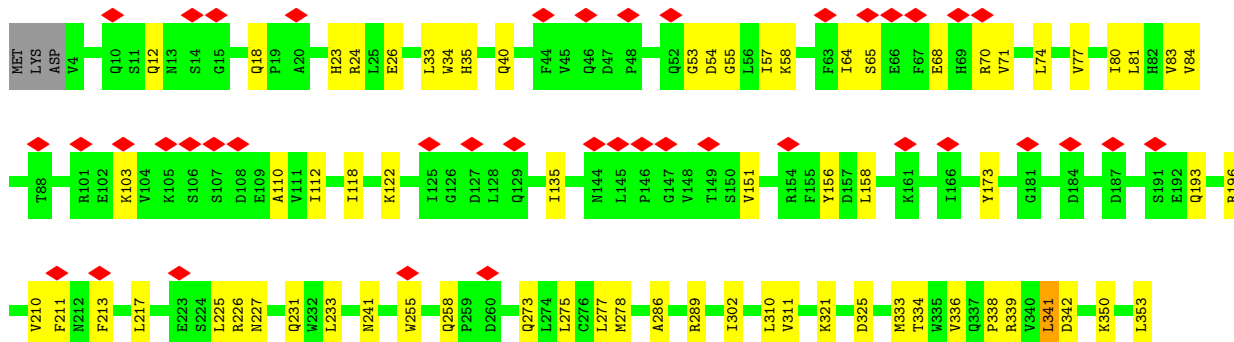 MET LYS ASP V4 Q10 S11 Q12 N13 S14 G15 Q18 P19 A20 H23 R24 L25 E26 L33 W34 H35 Q40 F44 V45 Q46 D47 P48 Q52 G53 D54 G55 L56 I57 K58 F63 I64 S65 E66 F67 E68 H69 R70 V71 L74 V77 I80 L81 H82 V83 V84
T88 R101 E102 K103 V104 K105 S106 S107 D108 E109 A110 V111 I112 I118 K122 I125 G126 D127 L128 Q129 I135 N144 L145 P146 G147 V148 T149 S150 V151 R154 F155 Y156 D157 L158 K161 I166 Y173 G181 D184 D187 S191 E192 Q193 R196
V210 F211 N212 F213 L217 E223 S224 L225 R226 N227 Q231 W232 L233 N241 W255 Q258 P259 D260 Q273 L274 L275 C276 L277 M278 A286 R289 I302 L310 V311 K321 D325 M333 T334 W335 V336 Q337 P338 R339 V340 L341 D342 K350 L353